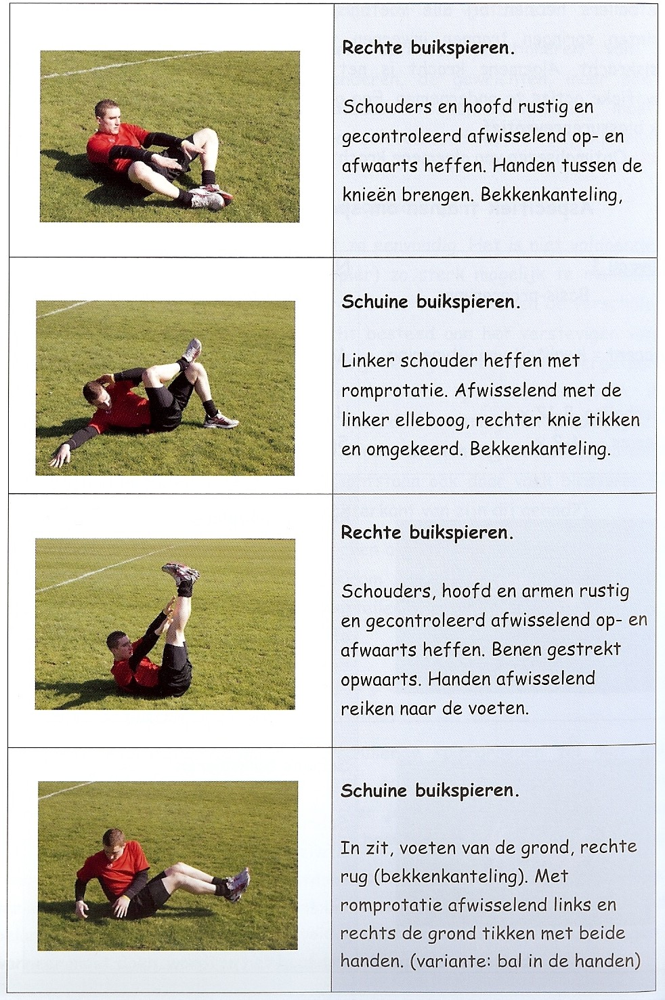 Rechte buikspieren.
Schouders en hoofd rustig en
gecontroleerd afwisselend op- en
afwaarts heffen. Handen tussen de
knieën brengen. Bekkenkanteling,
Schuine buikspieren.
Linker schouder heffen met
romprotatie. Afwisselend met de
linker elleboog, rechter knie tikken
en omgekeerd. Bekkenkanteling.
Rechte buikspieren.
Schouders, hoofd en armen rustig
en gecontroleerd afwisselend op- en
afwaarts heffen. Benen gestrekt
opwaarts. Handen afwisselend
reiken naar de voeten.
Schuine buikspieren.
In zit, voeten van de grond, rechte
rug (bekkenkanteling). Met
romprotatie afwisselend links en
rechts de grond tikken met beide
handen. (variante: bal in de handen)